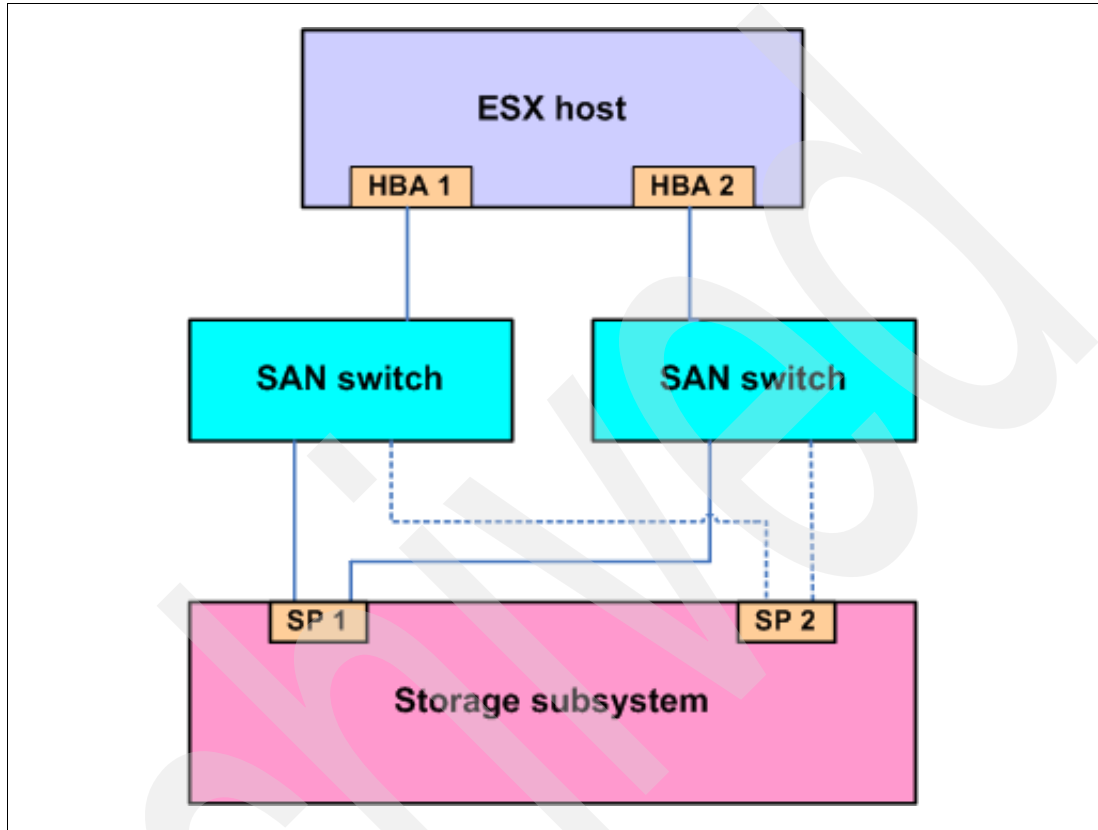 ESX host
HBA 1
HBA 2
SAN switch
SAN switch
SP 1
SP 2
Storage subsystem